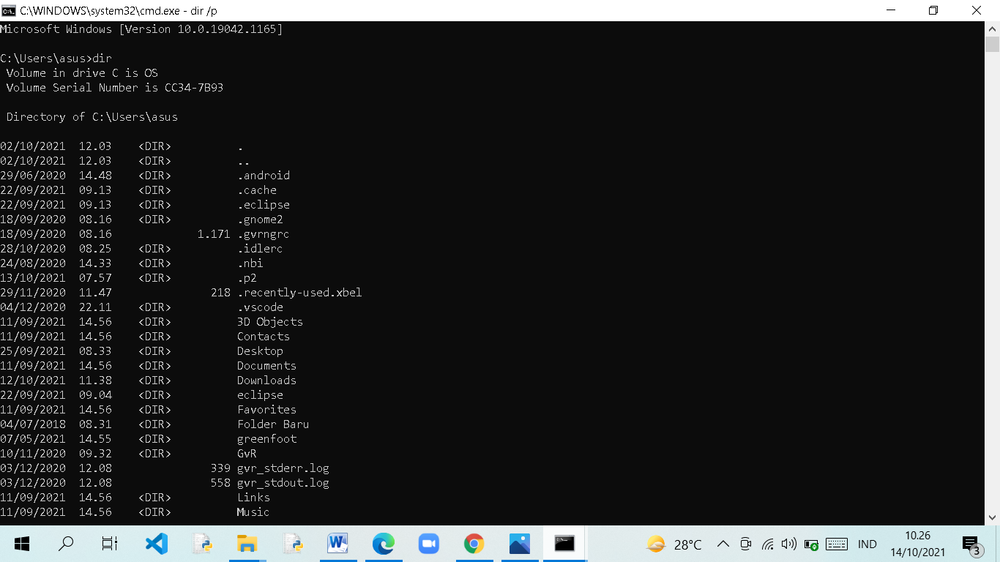 C:\WINDOWS\system32\cmd.exe - dir /p
Microsoft Windows [Version 10.0.19042.1165]
C:\Users\asus>dir
 Volume in drive C is OS
 Volume Serial Number is CC34-7B93
 Directory of C:\Users\asus
02/10/2021  12.03    <DIR>          .
02/10/2021  12.03    <DIR>          ..
29/06/2020  14.48    <DIR>          .android
22/09/2021  09.13    <DIR>          .cache
22/09/2021  09.13    <DIR>          .eclipse
18/09/2020  08.16    <DIR>          .gnome2
18/09/2020  08.16             1.171 .gvrngrc
28/10/2020  08.25    <DIR>          .idlerc
24/08/2020  14.33    <DIR>          .nbi
13/10/2021  07.57    <DIR>          .p2
29/11/2020  11.47               218 .recently-used.xbel
04/12/2020  22.11    <DIR>          .vscode
11/09/2021  14.56    <DIR>          3D Objects
11/09/2021  14.56    <DIR>          Contacts
25/09/2021  08.33    <DIR>          Desktop
11/09/2021  14.56    <DIR>          Documents
12/10/2021  11.38    <DIR>          Downloads
22/09/2021  09.04    <DIR>          eclipse
11/09/2021  14.56    <DIR>          Favorites
04/07/2018  08.31    <DIR>          Folder Baru
07/05/2021  14.55    <DIR>          greenfoot
10/11/2020  09.32    <DIR>          GvR
03/12/2020  12.08               339 gvr_stderr.log
03/12/2020  12.08               558 gvr_stdout.log
11/09/2021  14.56    <DIR>          Links
11/09/2021  14.56    <DIR>          Music
28°C
IND
10.26
14/10/2021
3